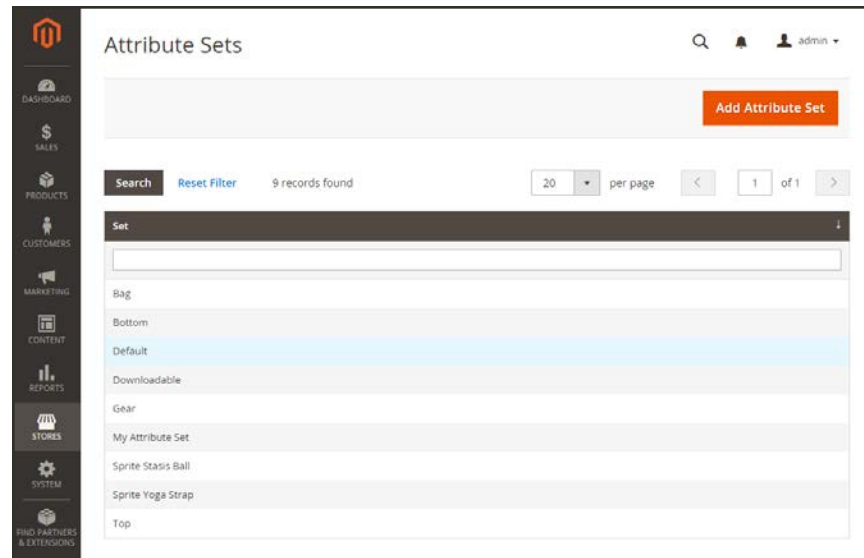 Attribute Sets
admin
DASHBOARD
SALES
PRODUCTS
CUSTOMERS
MARKETING
CONTENT
REPORTS
STORES
SYSTEM
FIND PARTNERS
& EXTENSIONS
Add Attribute Set
Search Reset Filter 9 records found 20 per page 1 of 1
Set
Bag
Bottom
Default
Downloadable
Gear
My Attribute Set
Sprite Stasis Ball
Sprite Yoga Strap
Top